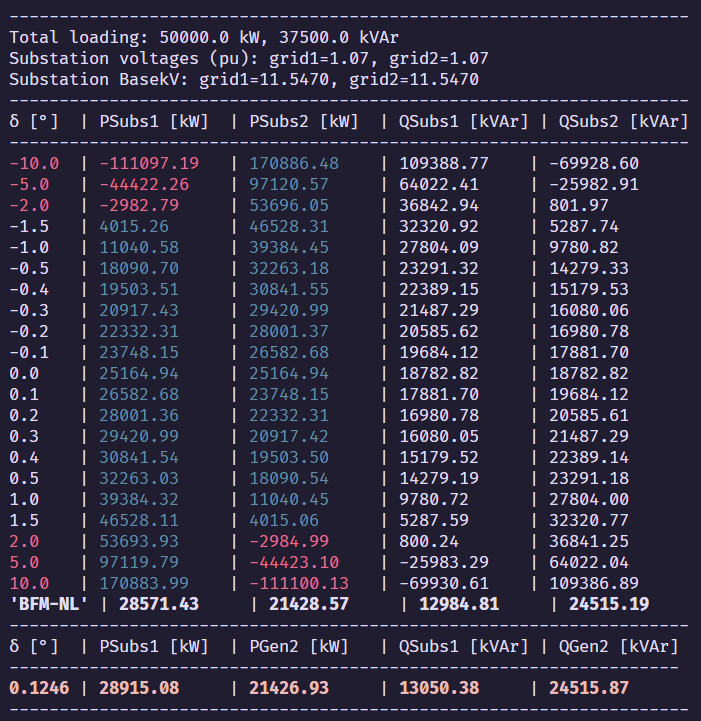 --------------------------------------------------------------------
Total loading: 50000.0 kW, 37500.0 kVAr
Substation voltages (pu): grid1=1.07, grid2=1.07
Substation BasekV: grid1=11.5470, grid2=11.5470
--------------------------------------------------------------------
δ [°]  | PSubs1 [kW]  | PSubs2 [kW]  | QSubs1 [kVAr] | QSubs2 [kVAr]
--------------------------------------------------------------------
-10.0  | -111097.19   | 170886.48    | 109388.77    | -69928.60
-5.0   | -44422.26    | 97120.57     | 64022.41     | -25982.91
-2.0   | -2982.79     | 53696.05     | 36842.94     | 801.97
-1.5   | 4015.26      | 46528.31     | 32320.92     | 5287.74
-1.0   | 11040.58     | 39384.45     | 27804.09     | 9780.82
-0.5   | 18090.70     | 32263.18     | 23291.32     | 14279.33
-0.4   | 19503.51     | 30841.55     | 22389.15     | 15179.53
-0.3   | 20917.43     | 29420.99     | 21487.29     | 16080.06
-0.2   | 22332.31     | 28001.37     | 20585.62     | 16980.78
-0.1   | 23748.15     | 26582.68     | 19684.12     | 17881.70
0.0    | 25164.94     | 25164.94     | 18782.82     | 18782.82
0.1    | 26582.68     | 23748.15     | 17881.70     | 19684.12
0.2    | 28001.36     | 22332.31     | 16980.78     | 20585.61
0.3    | 29420.99     | 20917.42     | 16080.05     | 21487.29
0.4    | 30841.54     | 19503.50     | 15179.52     | 22389.14
0.5    | 32263.03     | 18090.54     | 14279.19     | 23291.18
1.0    | 39384.32     | 11040.45     | 9780.72      | 27804.00
1.5    | 46528.11     | 4015.06      | 5287.59      | 32320.77
2.0    | 53693.93     | -2984.99     | 800.24       | 36841.25
5.0    | 97119.79     | -44423.10    | -25983.29    | 64022.04
10.0   | 170883.99    | -111100.13   | -69930.61    | 109386.89
'BFM-NL' | 28571.43     | 21428.57     | 12984.81     | 24515.19
--------------------------------------------------------------------
δ [°]  | PSubs1 [kW]  | PGen2 [kW]   | QSubs1 [kVAr] | QGen2 [kVAr]
-------------------------------------------------------------------
0.1246 | 28915.08     | 21426.93     | 13050.38     | 24515.87
--------------------------------------------------------------------